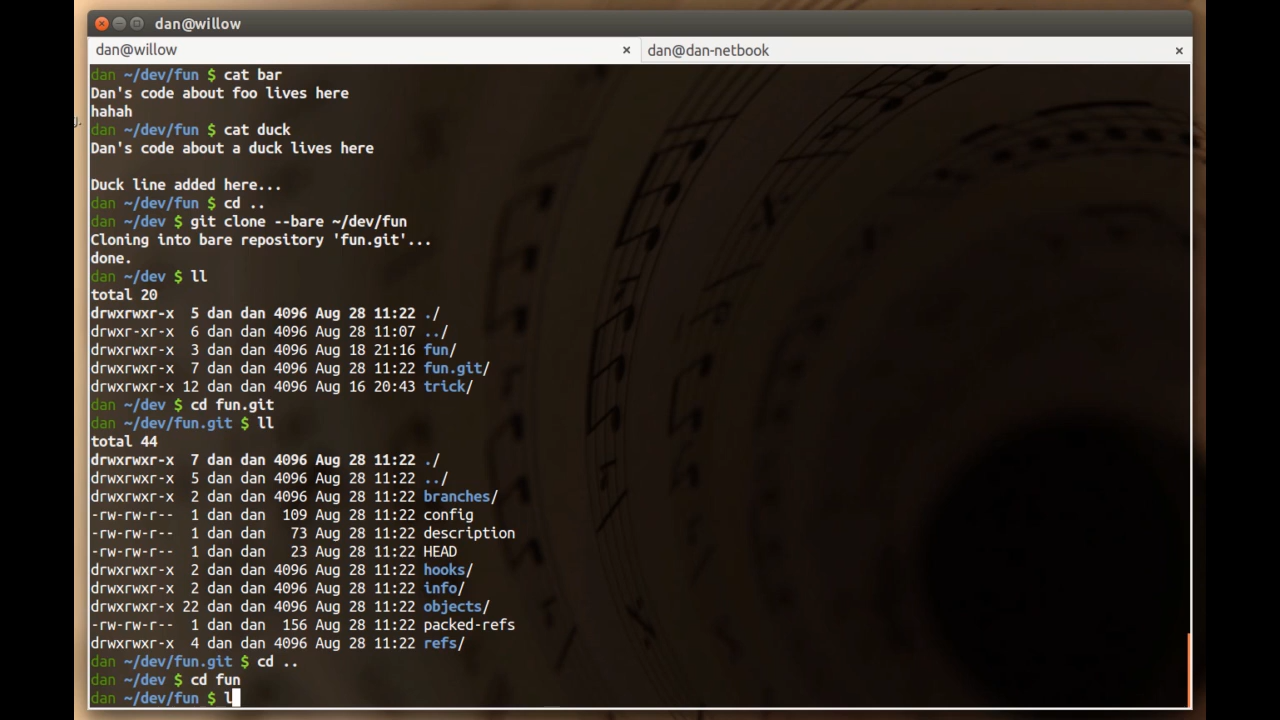 dan@willow
dan@willow × dan@dan-netbook ×
dan ~/dev/fun $ cat bar
Dan's code about foo lives here
hahah
dan ~/dev/fun $ cat duck
Dan's code about a duck lives here
Duck line added here...
dan ~/dev/fun $ cd ..
dan ~/dev $ git clone --bare ~/dev/fun
Cloning into bare repository 'fun.git'...
done.
dan ~/dev $ ll
total 20
drwxrwxr-x  5 dan dan 4096 Aug 28 11:22 ./
drwxr-xr-x  6 dan dan 4096 Aug 28 11:07 ../
drwxrwxr-x  3 dan dan 4096 Aug 18 21:16 fun/
drwxrwxr-x  7 dan dan 4096 Aug 28 11:22 fun.git/
drwxrwxr-x 12 dan dan 4096 Aug 16 20:43 trick/
dan ~/dev $ cd fun.git
dan ~/dev/fun.git $ ll
total 44
drwxrwxr-x  7 dan dan 4096 Aug 28 11:22 ./
drwxrwxr-x  5 dan dan 4096 Aug 28 11:22 ../
drwxrwxr-x  2 dan dan 4096 Aug 28 11:22 branches/
-rw-rw-r--  1 dan dan  109 Aug 28 11:22 config
-rw-rw-r--  1 dan dan   73 Aug 28 11:22 description
-rw-rw-r--  1 dan dan   23 Aug 28 11:22 HEAD
drwxrwxr-x  2 dan dan 4096 Aug 28 11:22 hooks/
drwxrwxr-x  2 dan dan 4096 Aug 28 11:22 info/
drwxrwxr-x 22 dan dan 4096 Aug 28 11:22 objects/
-rw-rw-r--  1 dan dan  156 Aug 28 11:22 packed-refs
drwxrwxr-x  4 dan dan 4096 Aug 28 11:22 refs/
dan ~/dev/fun.git $ cd ..
dan ~/dev $ cd fun
dan ~/dev/fun $ l